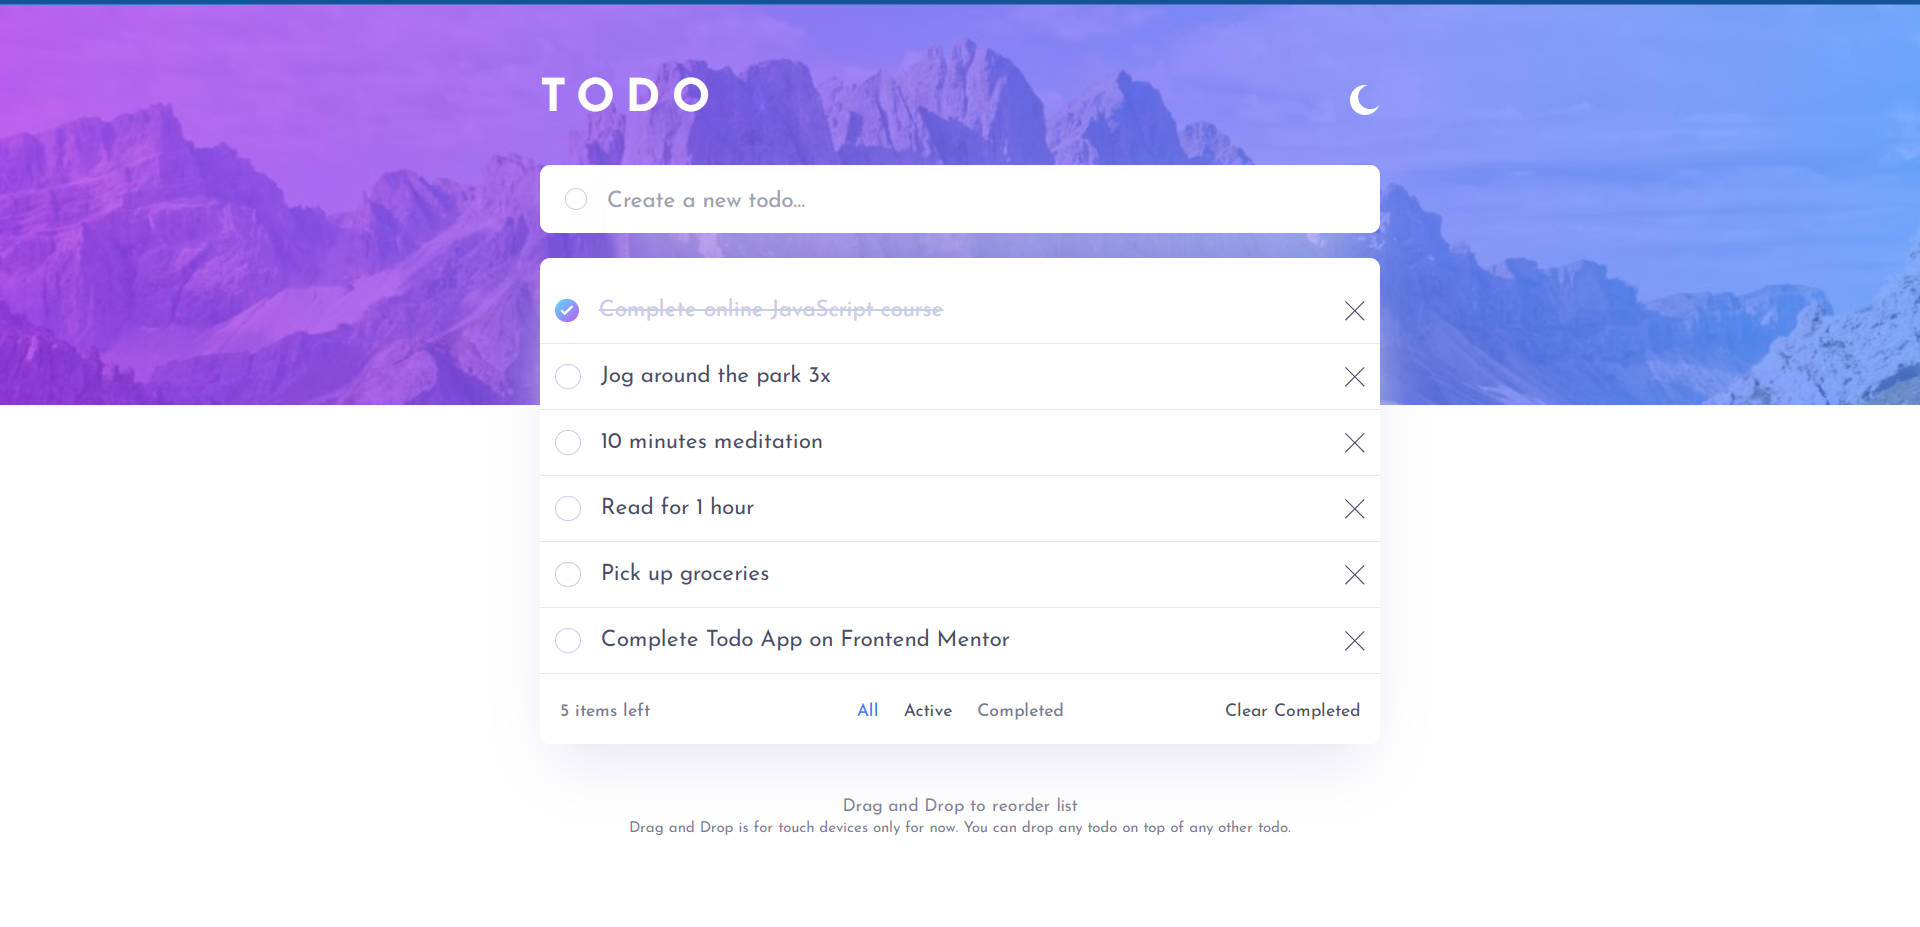 TODO
Create a new todo...
Complete online JavaScript course
Jog around the park 3x
10 minutes meditation
Read for 1 hour
Pick up groceries
Complete Todo App on Frontend Mentor
5 items left All Active Completed Clear Completed
Drag and Drop to reorder list
Drag and Drop is for touch devices only for now. You can drop any todo on top of any other todo.